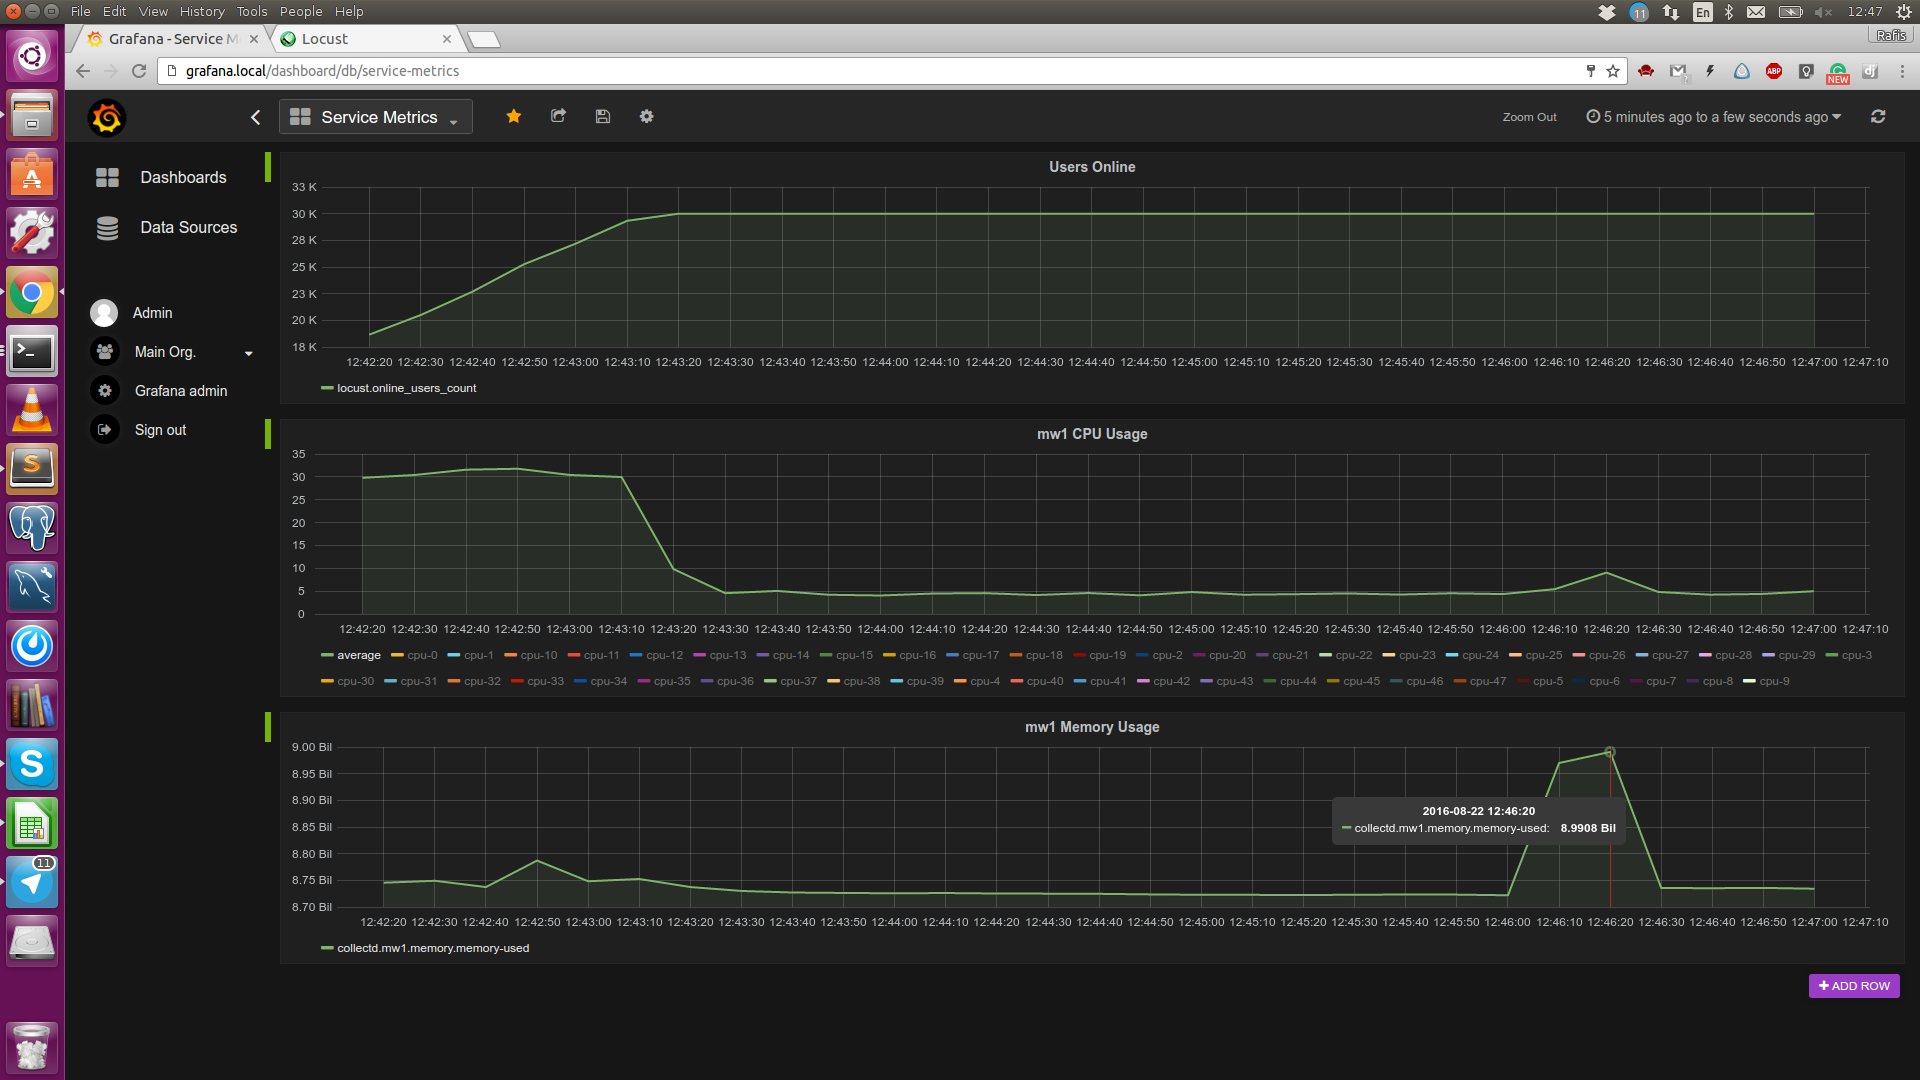 File Edit View History Tools People Help
11 En 12:47
Grafana - Service M
Locust
Rafis
grafana.local/dashboard/db/service-metrics
ABP NEW dj
Service Metrics
Zoom Out 5 minutes ago to a few seconds ago
Dashboards
Data Sources
Admin
Main Org.
Grafana admin
Sign out
Users Online
33 K
30 K
28 K
25 K
23 K
20 K
18 K
12:42:20 12:42:30 12:42:40 12:42:50 12:43:00 12:43:10 12:43:20 12:43:30 12:43:40 12:43:50 12:44:00 12:44:10 12:44:20 12:44:30 12:44:40 12:44:50 12:45:00 12:45:10 12:45:20 12:45:30 12:45:40 12:45:50 12:46:00 12:46:10 12:46:20 12:46:30 12:46:40 12:46:50 12:47:00 12:47:10
locust.online_users_count
mw1 CPU Usage
35
30
25
20
15
10
5
0
12:42:20 12:42:30 12:42:40 12:42:50 12:43:00 12:43:10 12:43:20 12:43:30 12:43:40 12:43:50 12:44:00 12:44:10 12:44:20 12:44:30 12:44:40 12:44:50 12:45:00 12:45:10 12:45:20 12:45:30 12:45:40 12:45:50 12:46:00 12:46:10 12:46:20 12:46:30 12:46:40 12:46:50 12:47:00 12:47:10
average cpu-0 cpu-1 cpu-10 cpu-11 cpu-12 cpu-13 cpu-14 cpu-15 cpu-16 cpu-17 cpu-18 cpu-19 cpu-2 cpu-20 cpu-21 cpu-22 cpu-23 cpu-24 cpu-25 cpu-26 cpu-27 cpu-28 cpu-29 cpu-3
cpu-30 cpu-31 cpu-32 cpu-33 cpu-34 cpu-35 cpu-36 cpu-37 cpu-38 cpu-39 cpu-4 cpu-40 cpu-41 cpu-42 cpu-43 cpu-44 cpu-45 cpu-46 cpu-47 cpu-5 cpu-6 cpu-7 cpu-8 cpu-9
mw1 Memory Usage
9.00 Bil
8.95 Bil
8.90 Bil
8.85 Bil
8.80 Bil
8.75 Bil
8.70 Bil
2016-08-22 12:46:20
collectd.mw1.memory.memory-used: 8.9908 Bil
12:42:20 12:42:30 12:42:40 12:42:50 12:43:00 12:43:10 12:43:20 12:43:30 12:43:40 12:43:50 12:44:00 12:44:10 12:44:20 12:44:30 12:44:40 12:44:50 12:45:00 12:45:10 12:45:20 12:45:30 12:45:40 12:45:50 12:46:00 12:46:10 12:46:20 12:46:30 12:46:40 12:46:50 12:47:00 12:47:10
collectd.mw1.memory.memory-used
ADD ROW
11